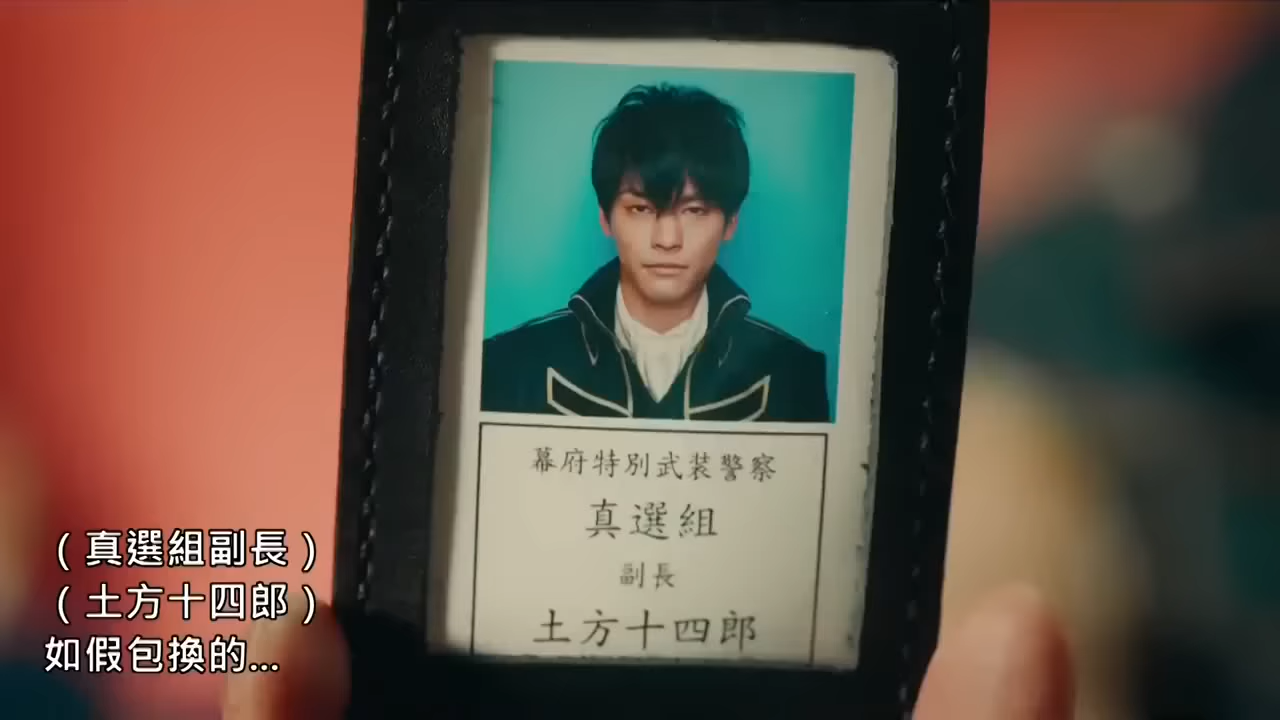 幕府特別武装警察
真選組
副長
土方十四郎
（真選組副長）
（土方十四郎）
如假包換的...